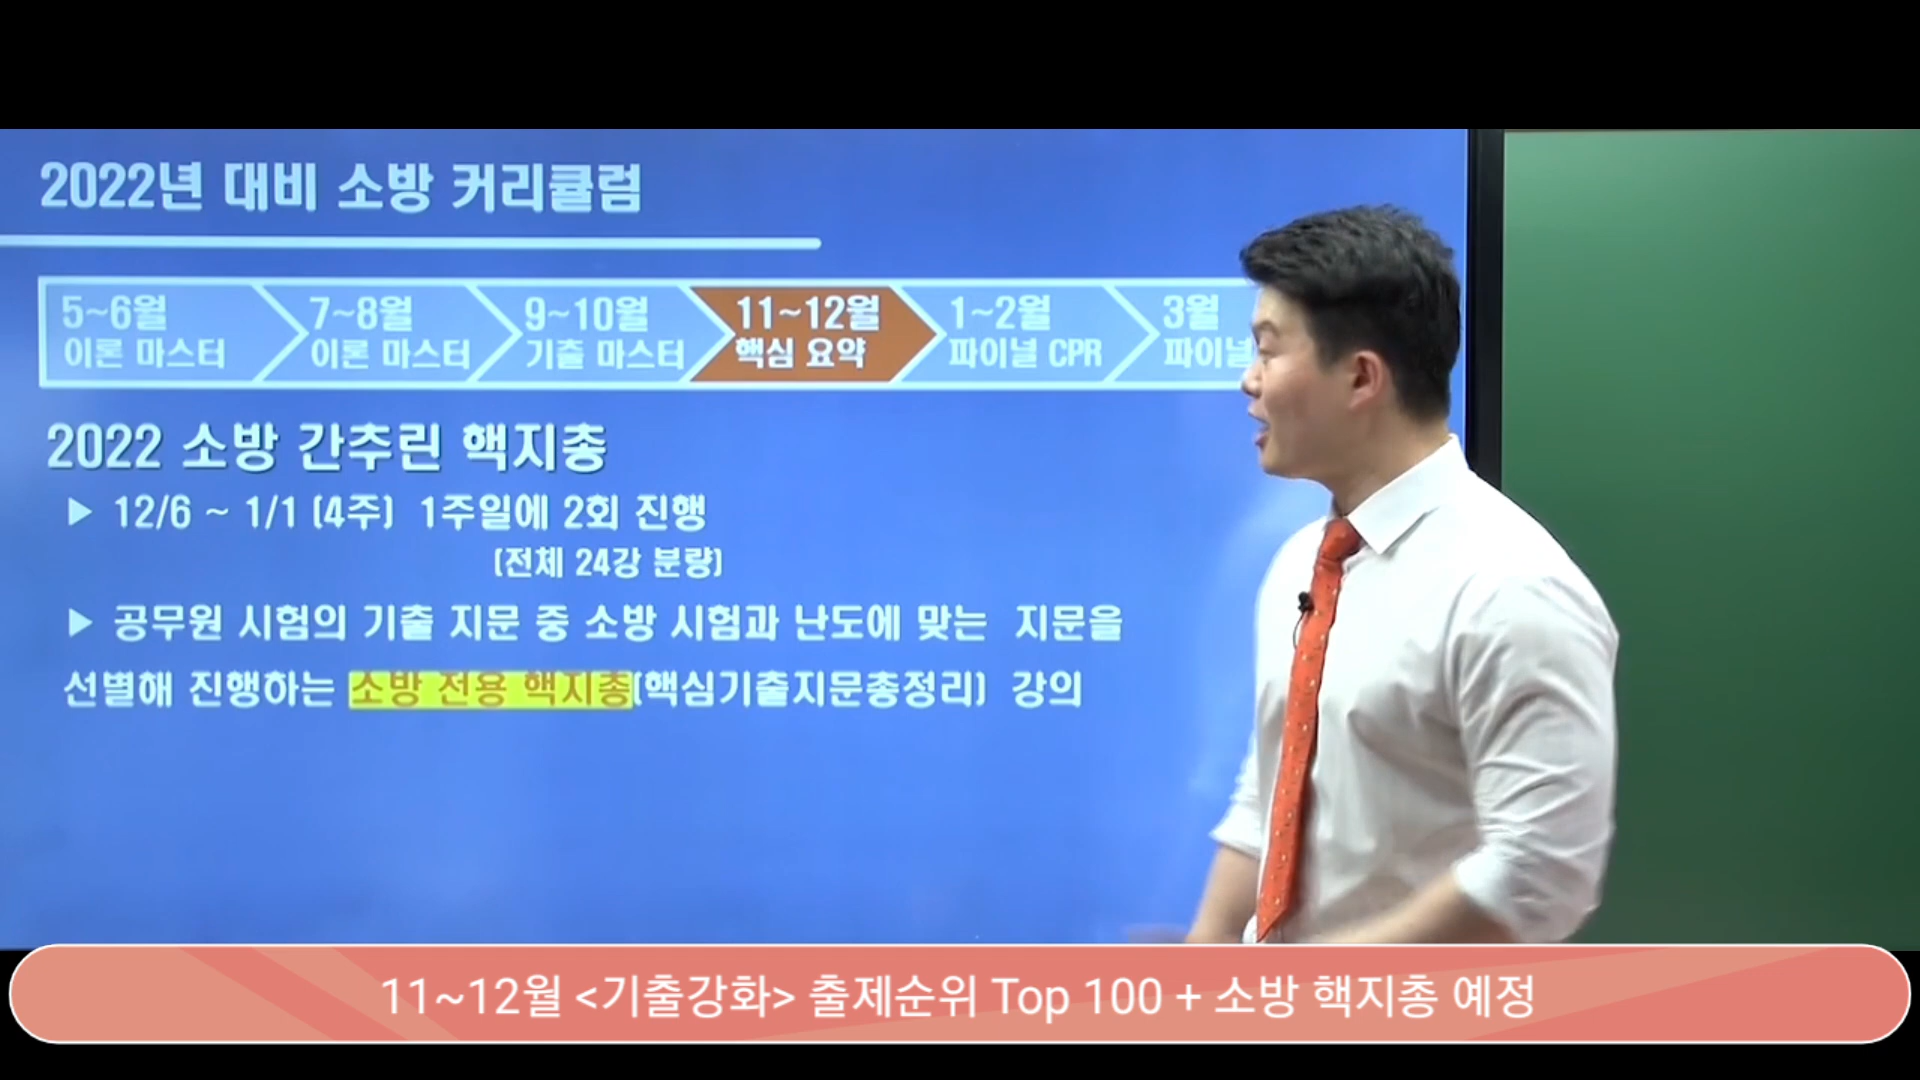 2022년 대비 소방 커리큘럼
5~6월
이론 마스터
7~8월
이론 마스터
9~10월
기출 마스터
11~12월
핵심 요약
1~2월
파이널 CPR
3월
파이널
2022 소방 간추린 핵지총
▶ 12/6 ~ 1/1 (4주) 1주일에 2회 진행
(전체 24강 분량)
▶ 공무원 시험의 기출 지문 중 소방 시험과 난도에 맞는 지문을
선별해 진행하는 소방 전용 핵지총(핵심기출지문총정리) 강의
11~12월 <기출강화> 출제순위 Top 100 + 소방 핵지총 예정